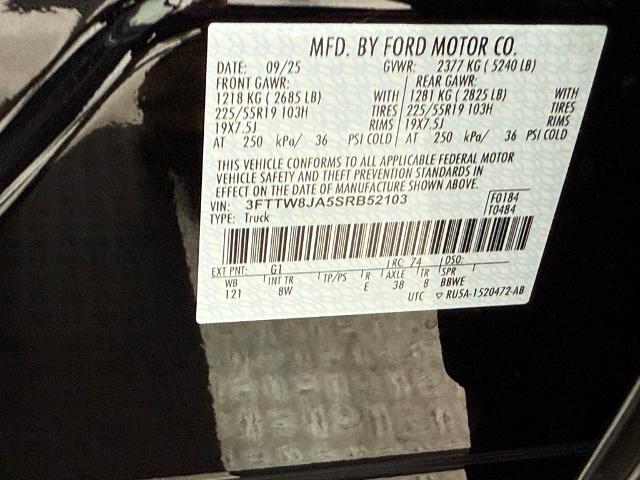 MFD. BY FORD MOTOR CO.
DATE: 09/25 GVWR: 2377 KG ( 5240 LB)
FRONT GAWR: REAR GAWR:
1218 KG ( 2685 LB) WITH 1281 KG ( 2825 LB) WITH
225/55R19 103H TIRES 225/55R19 103H TIRES
19X7.5J RIMS 19X7.5J RIMS
AT 250 kPa/ 36 PSI COLD AT 250 kPa/ 36 PSI COLD
THIS VEHICLE CONFORMS TO ALL APPLICABLE FEDERAL MOTOR
VEHICLE SAFETY AND THEFT PREVENTION STANDARDS IN
EFFECT ON THE DATE OF MANUFACTURE SHOWN ABOVE.
VIN: 3FTTW8JA5SRB52103 F0184
TYPE: Truck T0484
EXT PNT: G1 RC: 74 DSO:
WB INT TR TP/PS R AXLE TR SPR
121 8W E 38 8 BBWE
UTC ▽ RU5A-1520472-AB